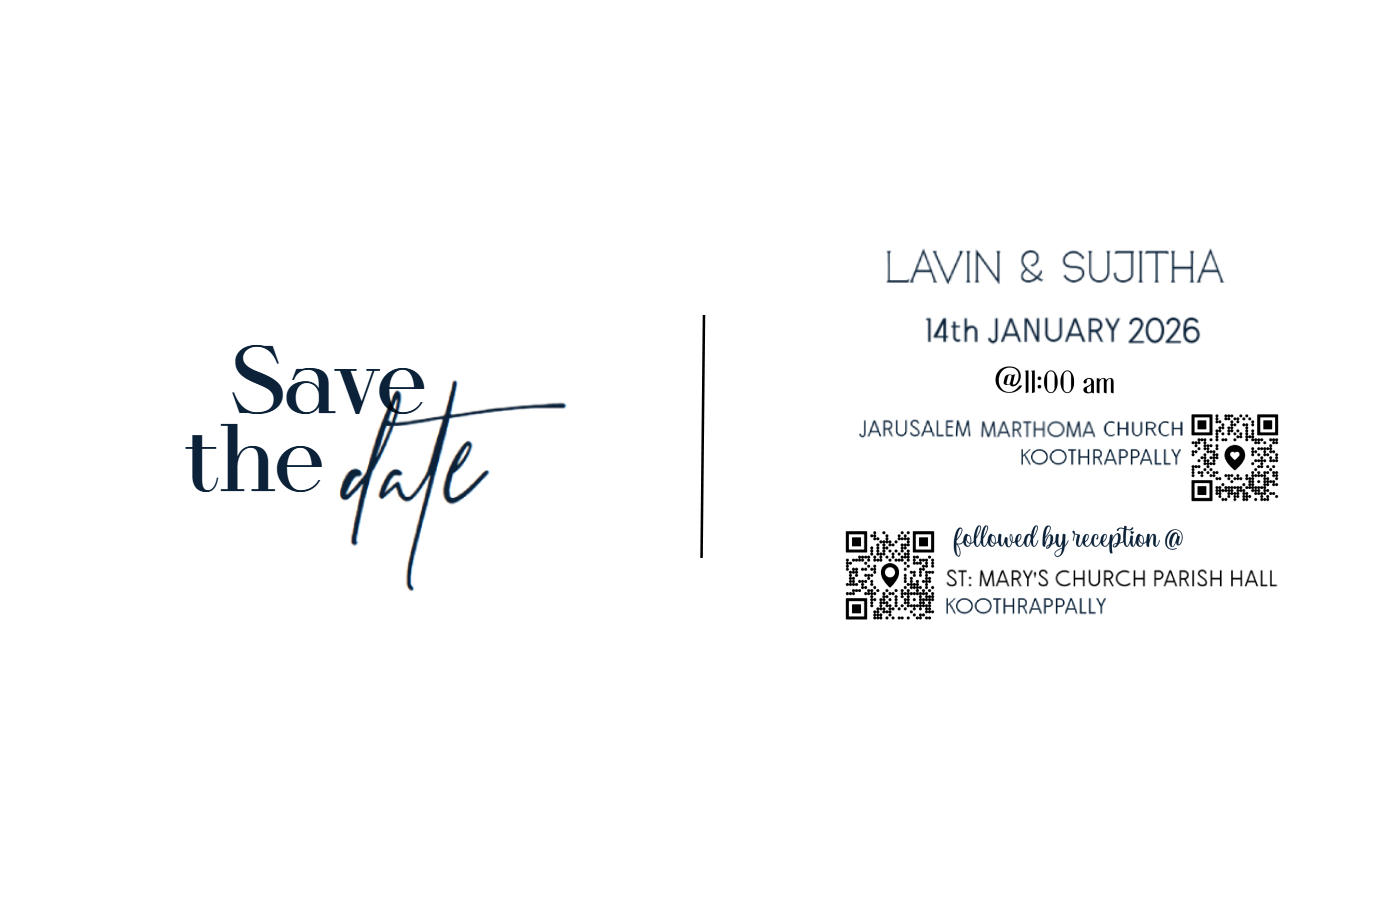 Save
the date
LAVIN & SUJITHA
14th JANUARY 2026
@11:00 am
JARUSALEM MARTHOMA CHURCH
KOOTHRAPPALLY
followed by reception @
ST: MARY'S CHURCH PARISH HALL
KOOTHRAPPALLY